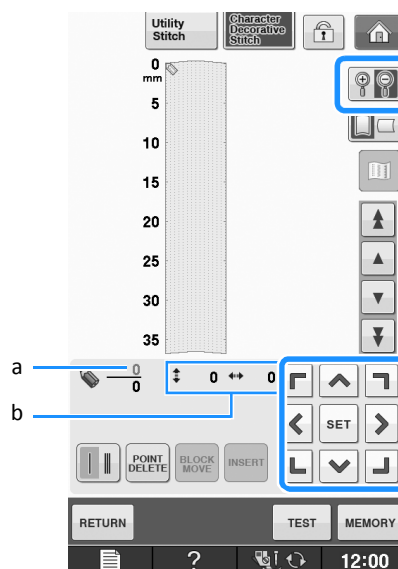 Utility
Stitch
Character
Decorative
Stitch
0
mm
5
10
15
20
25
30
35
a
0
0
0
0
b
SET
POINT
DELETE
BLOCK
MOVE
INSERT
RETURN
TEST
MEMORY
?
12:00